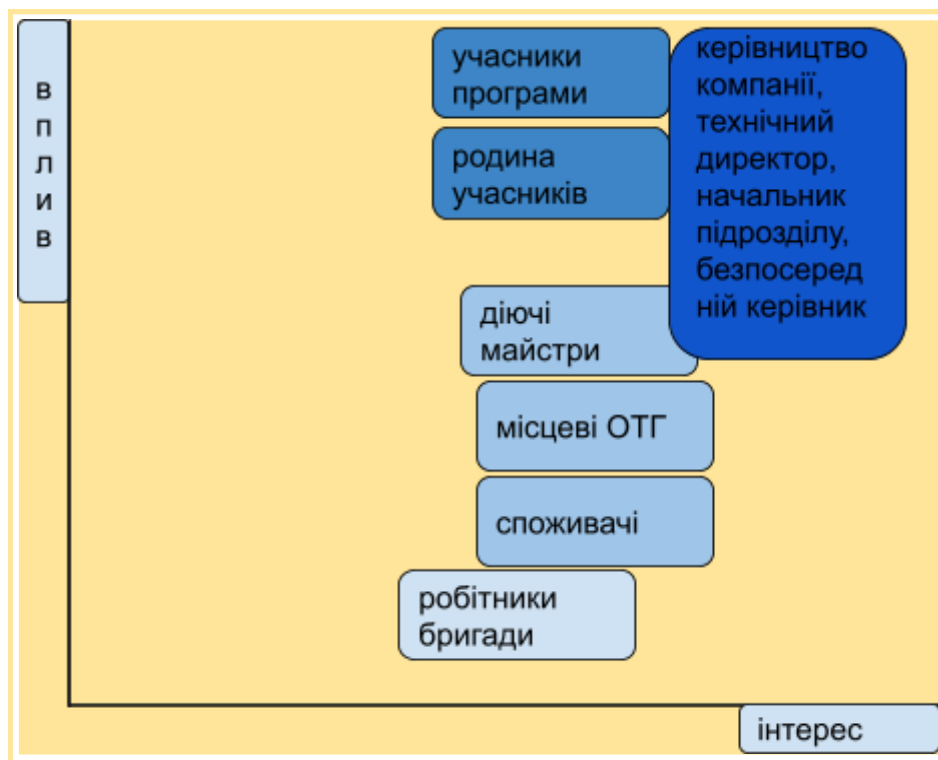 в
п
л
и
в
учасники
програми
родина
учасників
керівництво
компанії,
технічний
директор,
начальник
підрозділу,
безпосеред
ній керівник
діючі
майстри
місцеві ОТГ
споживачі
робітники
бригади
інтерес